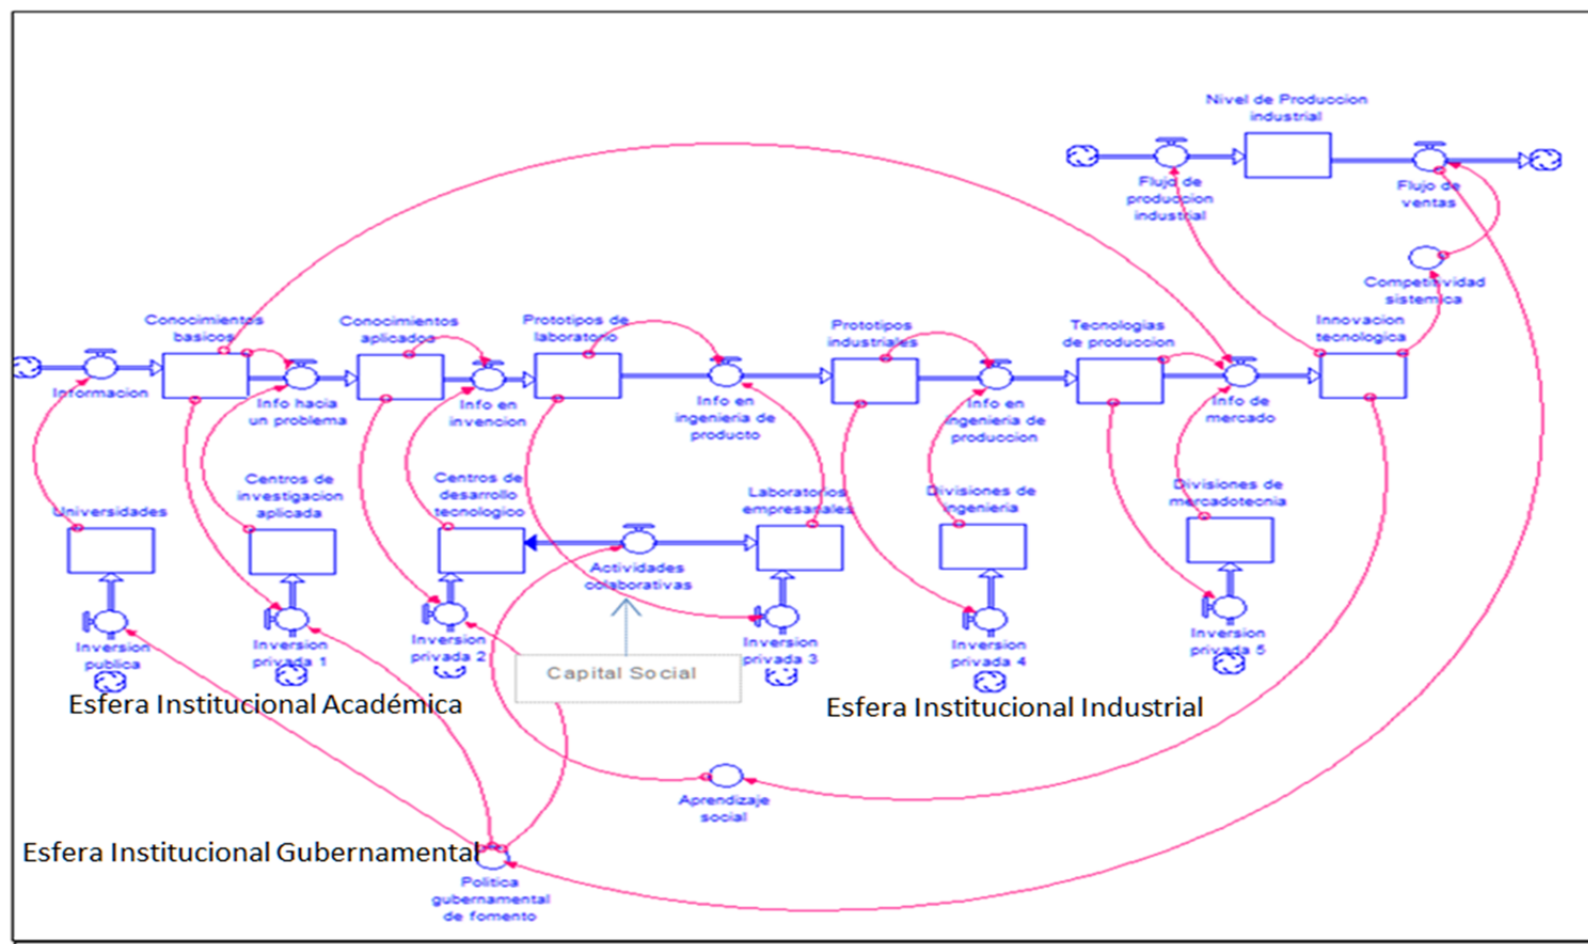 Nivel de Produccion
industrial
Flujo de
produccion
industrial
Flujo de
ventas
Competitividad
sistemica
Conocimientos
basicos
Conocimientos
aplicados
Prototipos de
laboratorio
Prototipos
industriales
Tecnologias
de produccion
Innovacion
tecnologica
Informacion
Info hacia
un problema
Info en
invencion
Info en
ingenieria de
producto
Info en
ingenieria de
produccion
Info de
mercado
Universidades
Centros de
investigacion
aplicada
Centros de
desarrollo
tecnologico
Laboratorios
empresariales
Divisiones de
ingenieria
Divisiones de
mercadotecnia
Actividades
colaborativas
Inversion
publica
Inversion
privada 1
Inversion
privada 2
Capital Social
Inversion
privada 3
Inversion
privada 4
Inversion
privada 5
Esfera Institucional Académica
Esfera Institucional Industrial
Aprendizaje
social
Esfera Institucional Gubernamental
Politica
gubernamental
de fomento